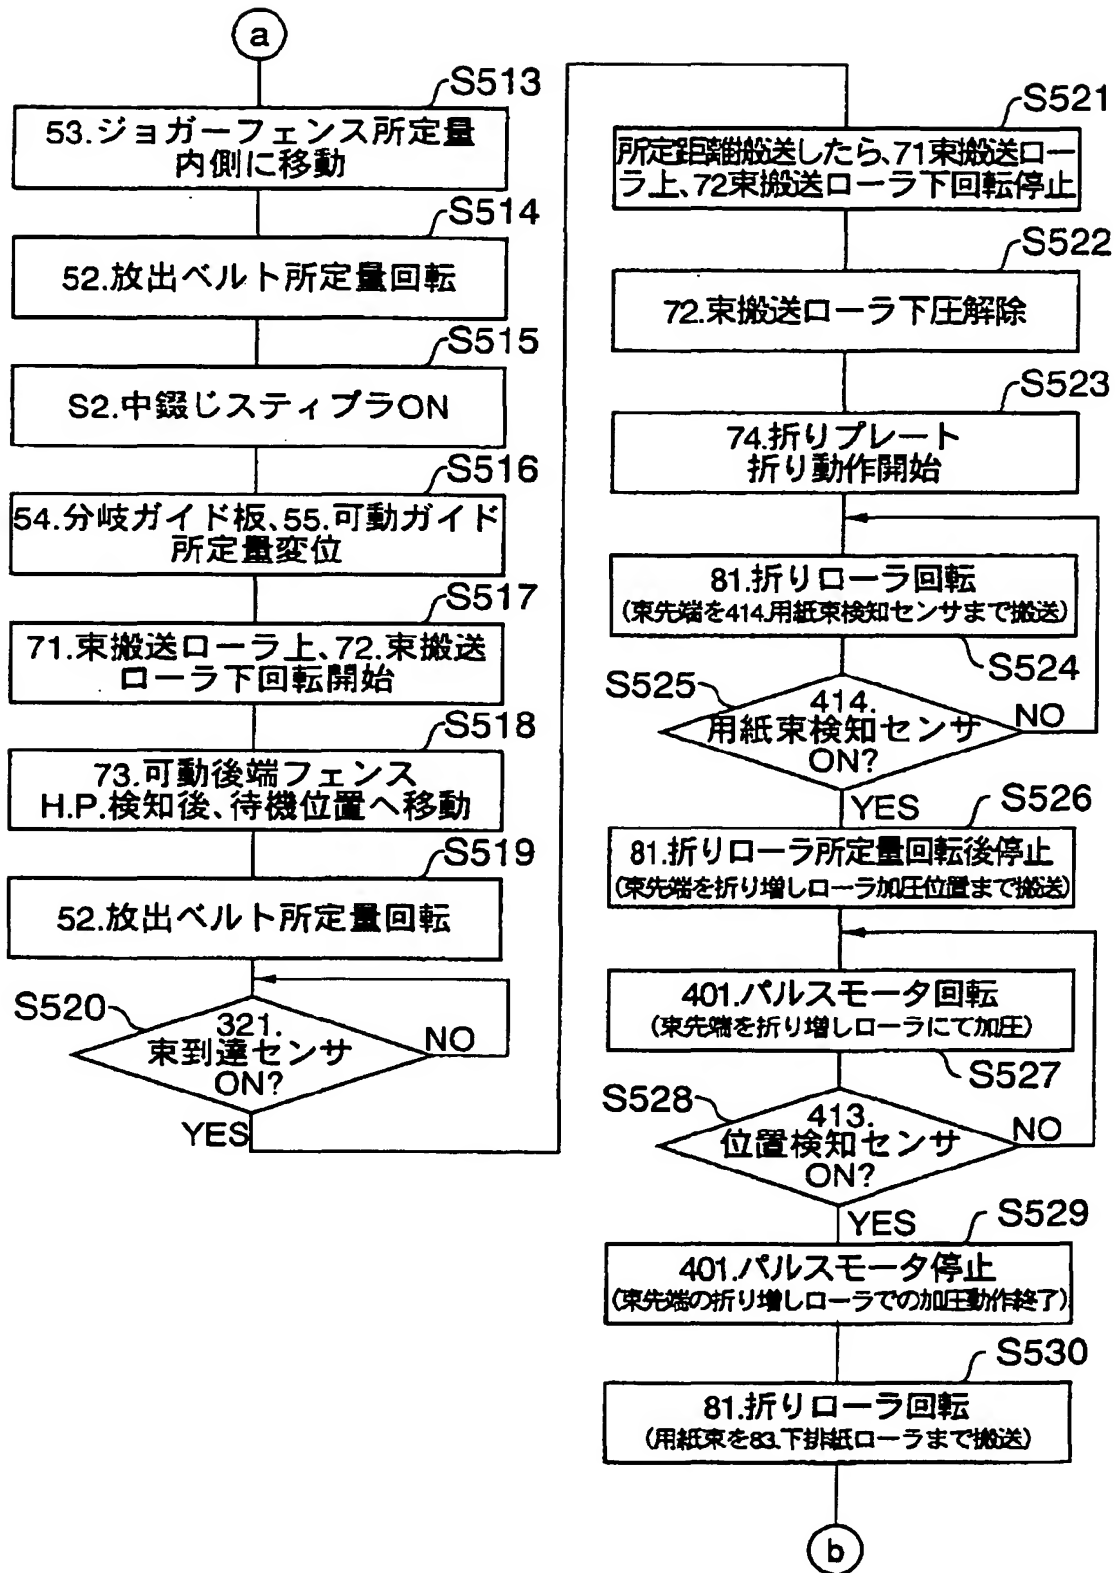 a
S513
53.ジョガーフェンス所定量
内側に移動
S514
52.放出ベルト所定量回転
S515
S2.中綴じスティプラON
S516
54.分岐ガイド板、55.可動ガイド
所定量変位
S517
71.束搬送ローラ上、72.束搬送
ローラ下回転開始
S518
73.可動後端フェンス
H.P.検知後、待機位置へ移動
S519
52.放出ベルト所定量回転
S520
321.
束到達センサ
ON?
NO
YES
S521
所定距離搬送したら、71束搬送ロー
ラ上、72束搬送ローラ下回転停止
S522
72.束搬送ローラ下圧解除
S523
74.折りプレート
折り動作開始
81.折りローラ回転
(束先端を414.用紙束検知センサまで搬送)
S524
S525
414.
用紙束検知センサ
ON?
NO
YES
S526
81.折りローラ所定量回転後停止
(束先端を折り増しローラ加圧位置まで搬送)
401.パルスモータ回転
(束先端を折り増しローラにて加圧)
S527
S528
413.
位置検知センサ
ON?
NO
YES
S529
401.パルスモータ停止
(束先端の折り増しローラでの加圧動作終了)
S530
81.折りローラ回転
(用紙束を83.下排紙ローラまで搬送)
b